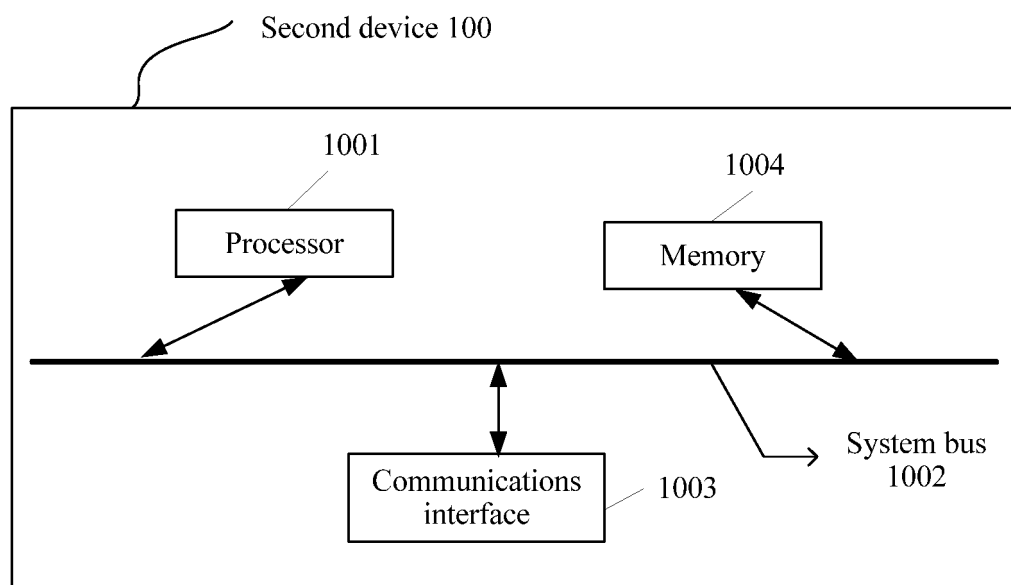 Second device 100
1001
1004
Processor
Memory
System bus
1002
Communications
interface
1003